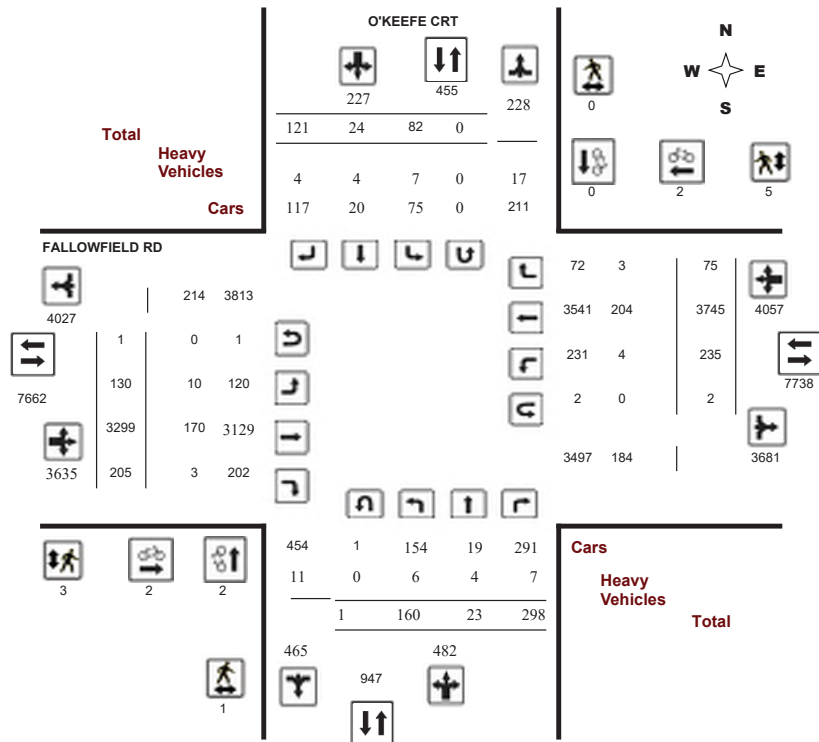 O'KEEFE CRT
N
W E
S
227 455 228 0
Total 121 24 82 0
Heavy
Vehicles 4 4 7 0 17
0 2 5
Cars 117 20 75 0 211
FALLOWFIELD RD
72 3 75
4027 214 3813
3541 204 3745 4057
1 0 1
231 4 235
7662 130 10 120
2 0 2 7738
3299 170 3129
3497 184 3681
3635 205 3 202
454 1 154 19 291 Cars
11 0 6 4 7 Heavy
Vehicles
3 2 2
1 160 23 298 Total
465 947 482
1